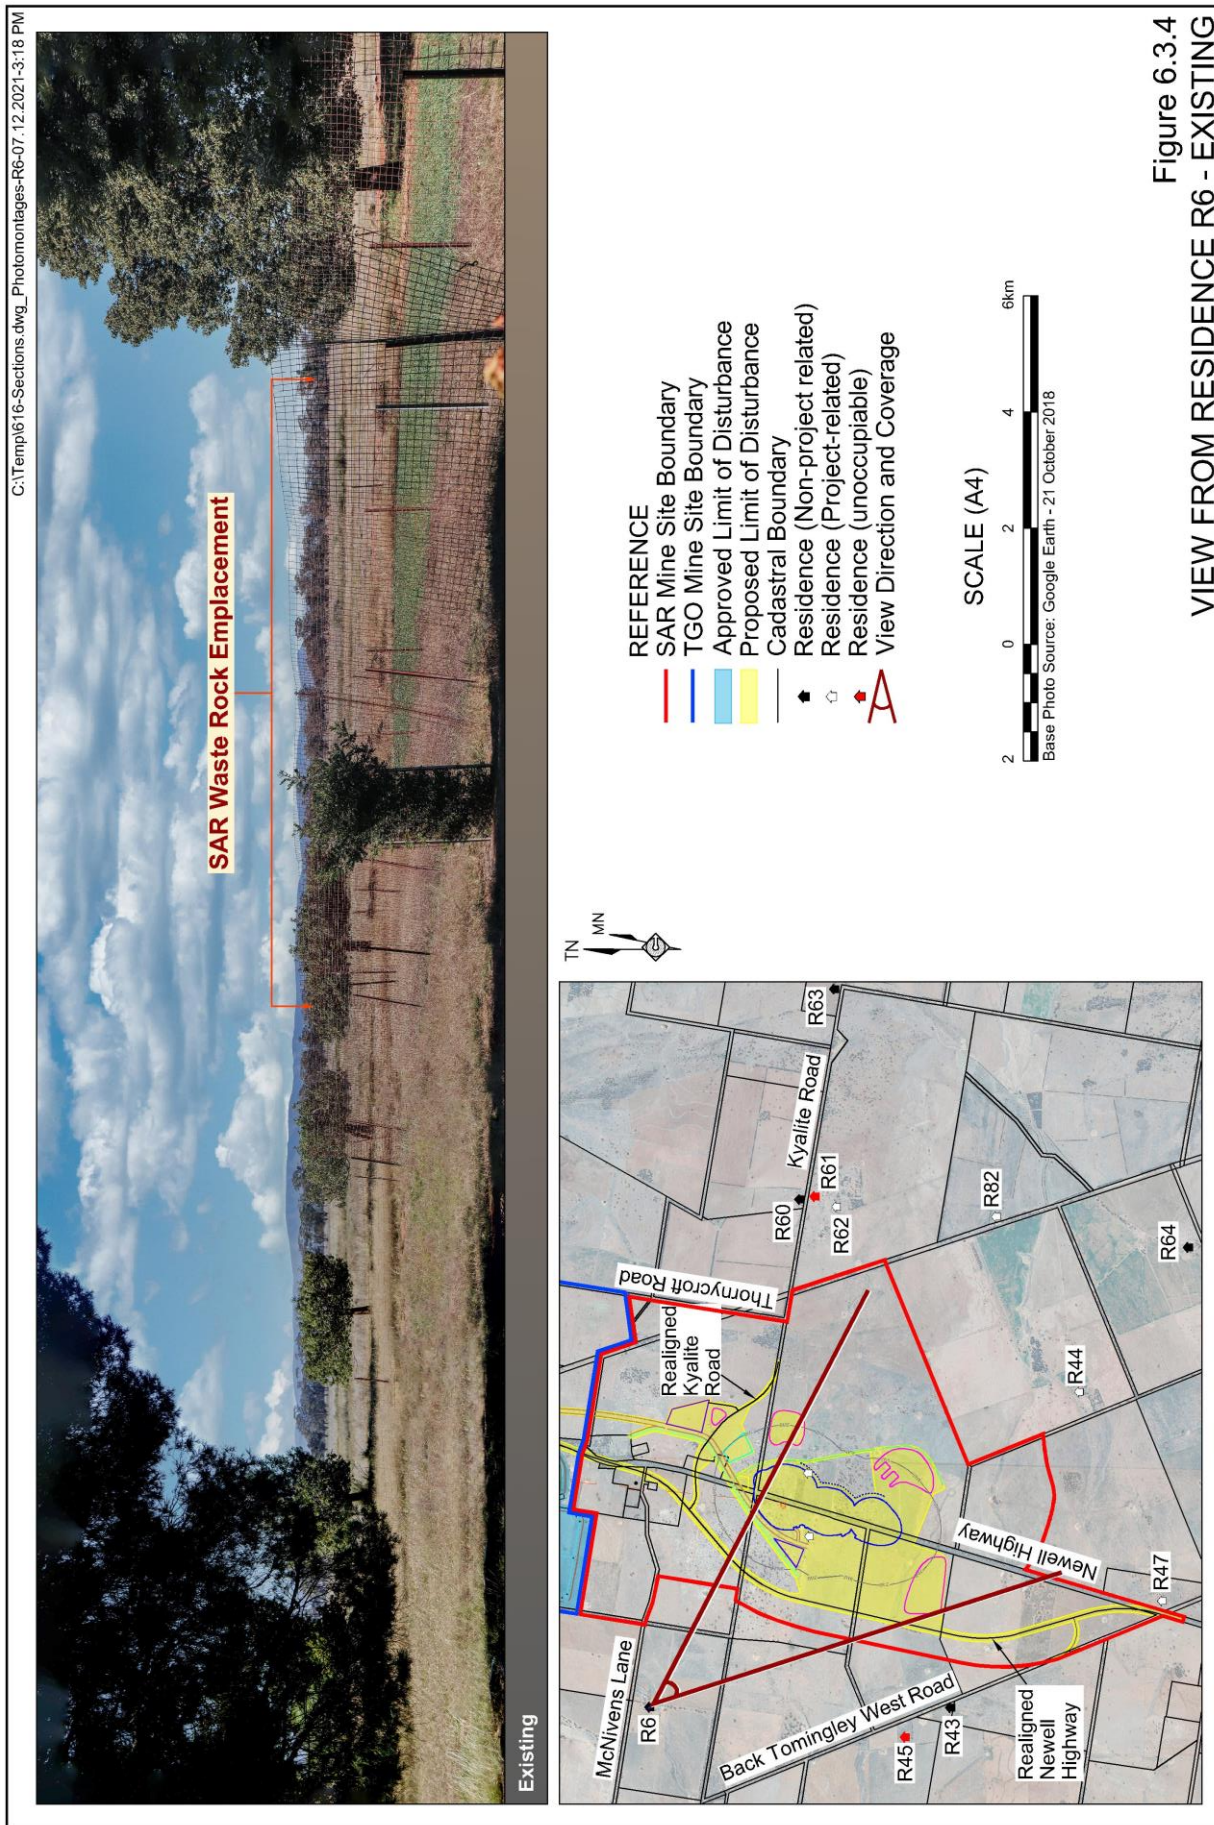 C:\Temp\616-Sections.dwg_Photomontages-R6-07.12.2021-3:18 PM
SAR Waste Rock Emplacement
Existing
McNivens Lane
R6
Back Tomingley West Road
R45
R43
Realigned
Newell
Highway
R47
Newell Highway
Realigned
Kyalite
Road
Thornycroft Road
Kyalite Road
R60
R61
R62
R63
R82
R44
R64
TN
MN
REFERENCE
SAR Mine Site Boundary
TGO Mine Site Boundary
Approved Limit of Disturbance
Proposed Limit of Disturbance
Cadastral Boundary
Residence (Non-project related)
Residence (Project-related)
Residence (unoccupiable)
View Direction and Coverage
SCALE (A4)
2 0 2 4 6km
Base Photo Source: Google Earth - 21 October 2018
Figure 6.3.4
VIEW FROM RESIDENCE R6 - EXISTING